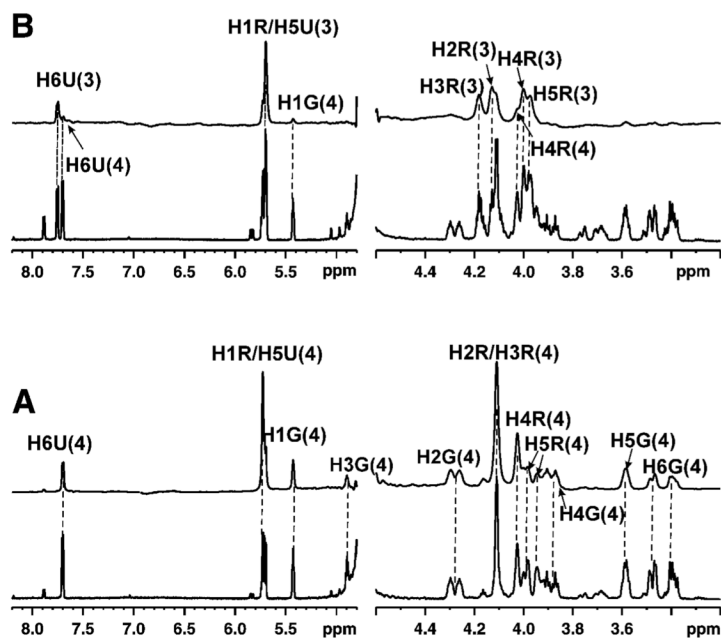 B
H1R/H5U(3)
H6U(3)
H1G(4)
H6U(4)
H2R(3)
H4R(3)
H3R(3)
H5R(3)
H4R(4)
8.0 7.5 7.0 6.5 6.0 5.5 ppm
4.4 4.2 4.0 3.8 3.6 ppm
A
H1R/H5U(4)
H6U(4)
H1G(4)
H3G(4)
H2R/H3R(4)
H4R(4)
H5R(4)
H2G(4)
H5G(4)
H6G(4)
H4G(4)
8.0 7.5 7.0 6.5 6.0 5.5 ppm
4.4 4.2 4.0 3.8 3.6 ppm